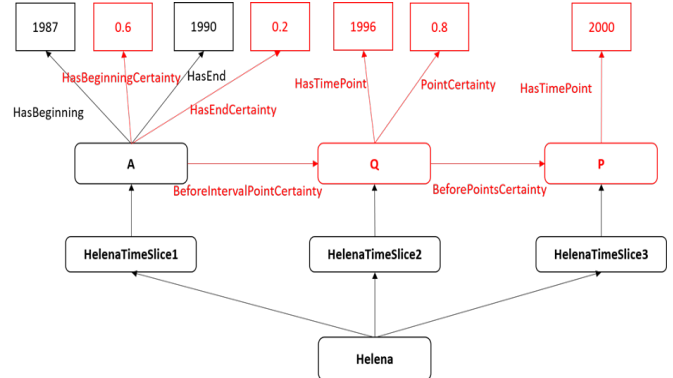 1987
0.6
1990
0.2
1996
0.8
2000
HasBeginningCertainty
HasEnd
HasTimePoint
PointCertainty
HasTimePoint
HasBeginning
HasEndCertainty
A
Q
P
BeforeIntervalPointCertainty
BeforePointsCertainty
HelenaTimeSlice1
HelenaTimeSlice2
HelenaTimeSlice3
Helena